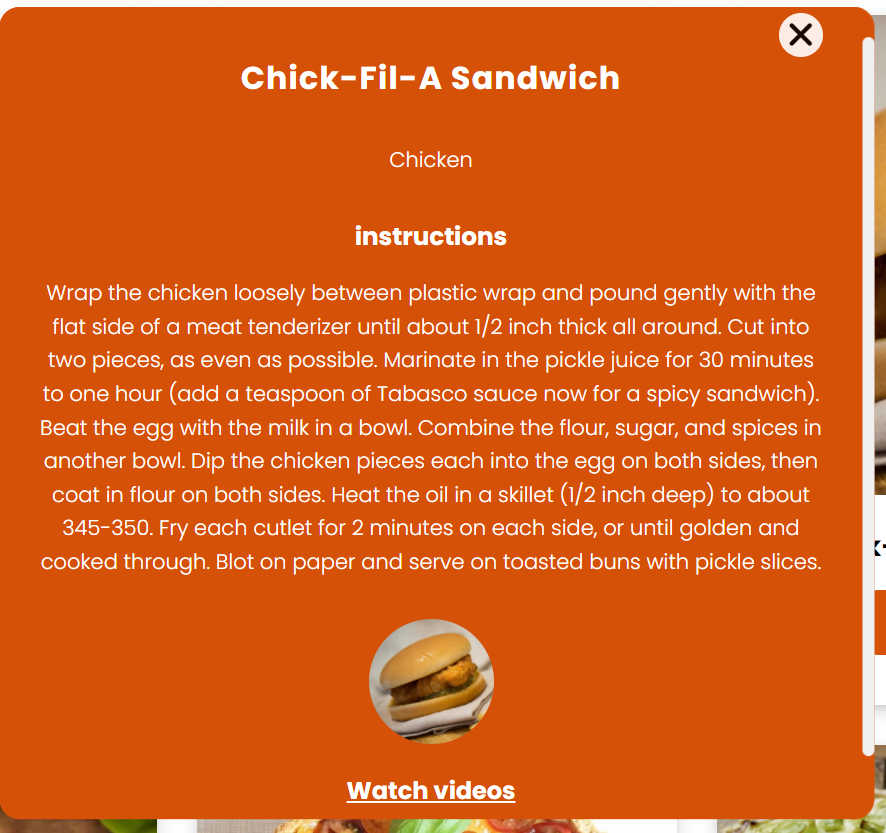 Chick-Fil-A Sandwich
Chicken
instructions
Wrap the chicken loosely between plastic wrap and pound gently with the
flat side of a meat tenderizer until about 1/2 inch thick all around. Cut into
two pieces, as even as possible. Marinate in the pickle juice for 30 minutes
to one hour (add a teaspoon of Tabasco sauce now for a spicy sandwich).
Beat the egg with the milk in a bowl. Combine the flour, sugar, and spices in
another bowl. Dip the chicken pieces each into the egg on both sides, then
coat in flour on both sides. Heat the oil in a skillet (1/2 inch deep) to about
345-350. Fry each cutlet for 2 minutes on each side, or until golden and
cooked through. Blot on paper and serve on toasted buns with pickle slices.
Watch videos